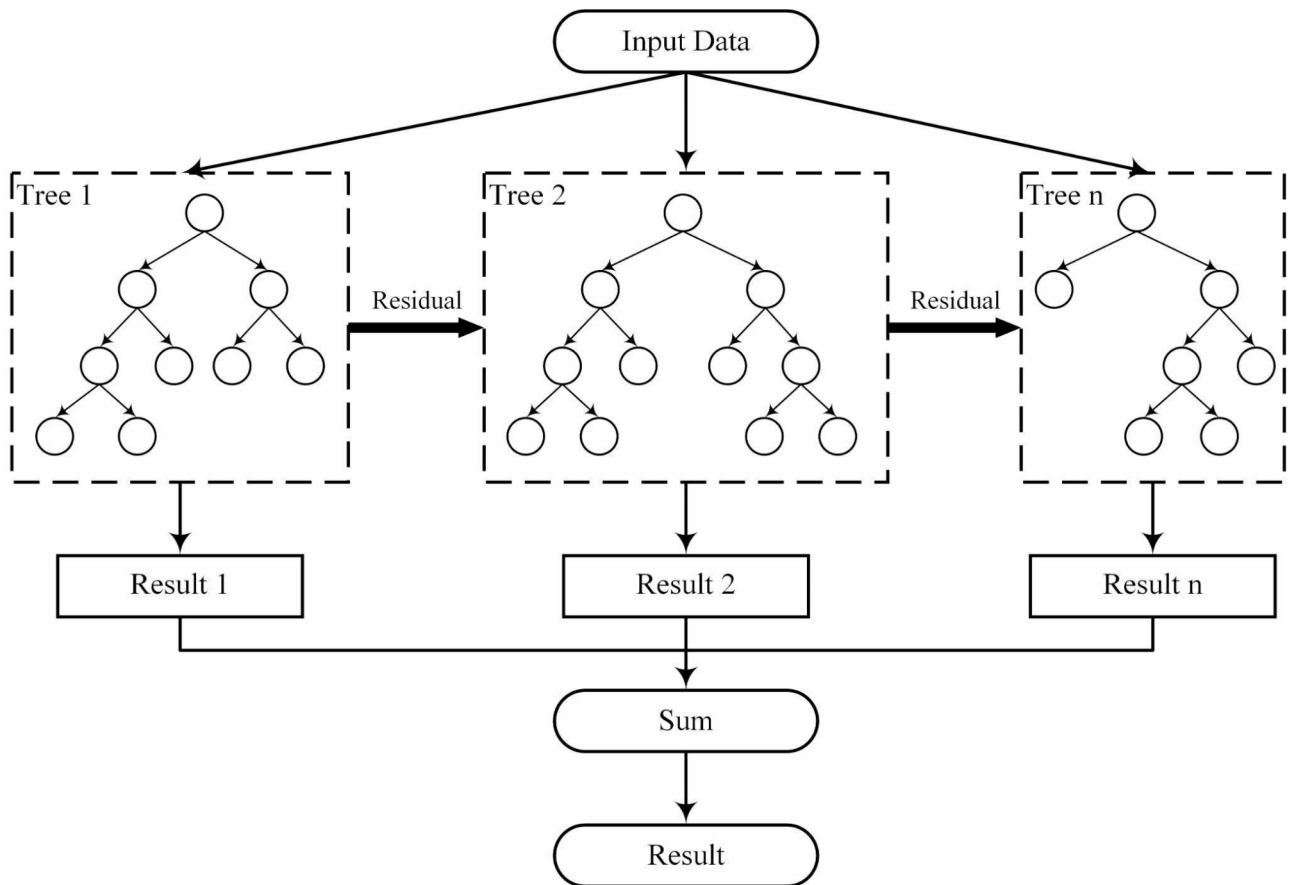 Input Data
Tree 1
Tree 2
Tree n
Residual
Residual
Result 1
Result 2
Result n
Sum
Result